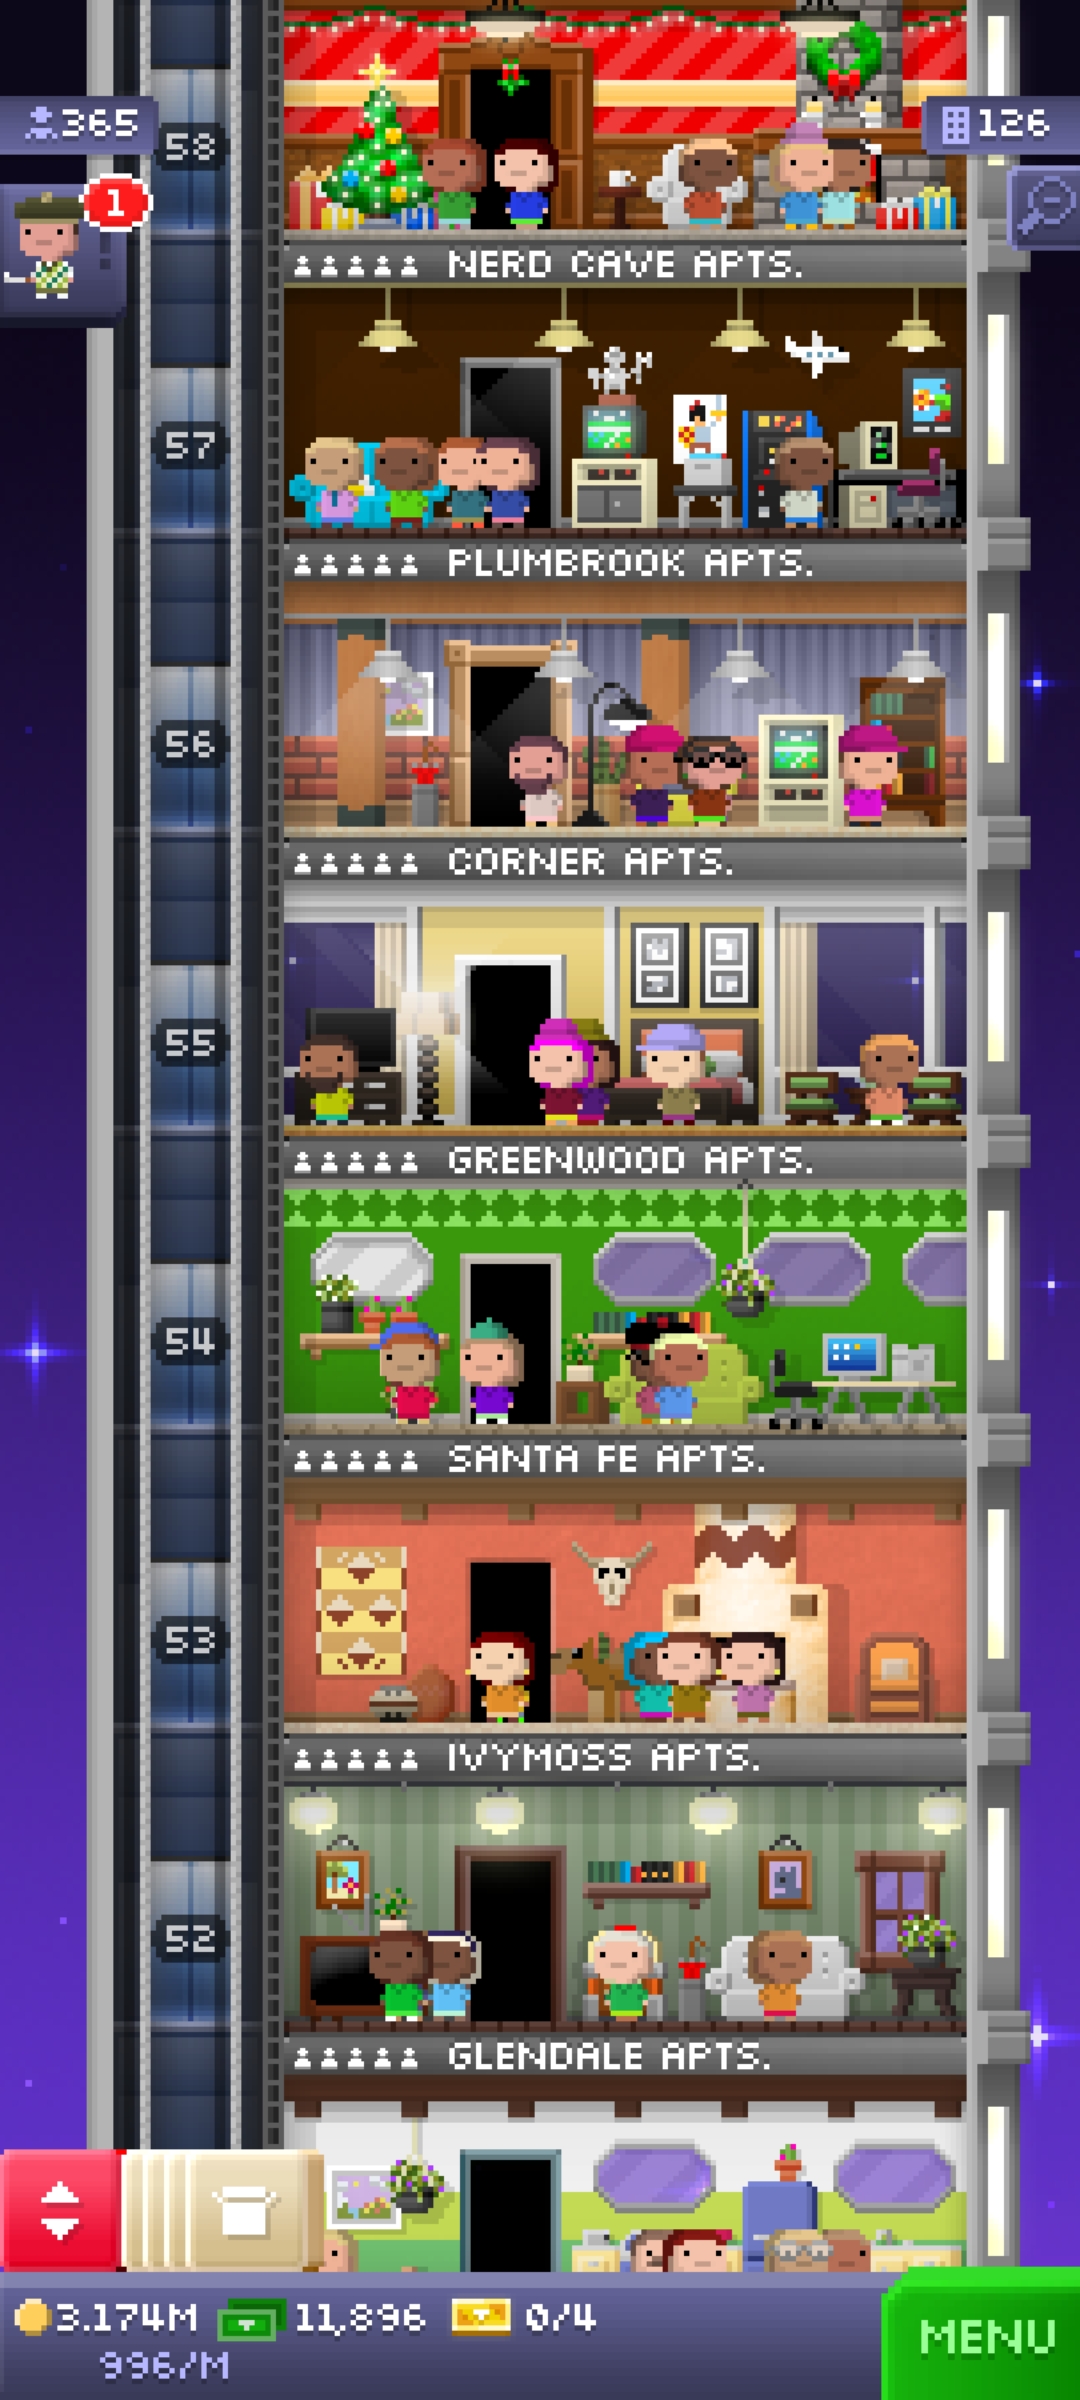 365
126
1
58
NERD CAVE APTS.
57
PLUMBROOK APTS.
56
CORNER APTS.
55
GREENWOOD APTS.
54
SANTA FE APTS.
53
IVYMOSS APTS.
52
GLENDALE APTS.
3.174M 11,896 0/4
996/M
MENU